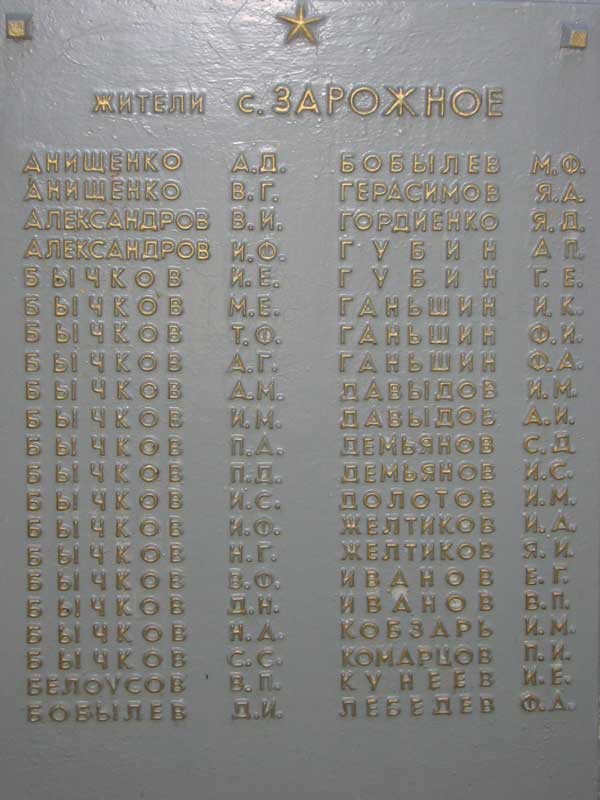 ЖИТЕЛИ с. ЗАРОЖНОЕ
АНИЩЕНКО А.Д.
АНИЩЕНКО В.Г.
АЛЕКСАНДРОВ В.И.
АЛЕКСАНДРОВ И.Ф.
БЫЧКОВ И.Е.
БЫЧКОВ М.Е.
БЫЧКОВ Т.Ф.
БЫЧКОВ А.Г.
БЫЧКОВ А.М.
БЫЧКОВ И.М.
БЫЧКОВ П.А.
БЫЧКОВ П.Д.
БЫЧКОВ И.С.
БЫЧКОВ И.Ф.
БЫЧКОВ Н.Г.
БЫЧКОВ В.Ф.
БЫЧКОВ Д.Н.
БЫЧКОВ Н.А.
БЫЧКОВ С.С.
БЕЛОУСОВ В.П.
БОБЫЛЕВ Д.И.
БОБЫЛЕВ М.Ф.
ГЕРАСИМОВ Я.А.
ГОРДИЕНКО Я.Д.
ГУБИН А П.
ГУБИН Г.Е.
ГАНЬШИН И.К.
ГАНЬШИН Ф.И.
ГАНЬШИН Ф.А.
ДАВЫДОВ И.М.
ДАВЫДОВ А.И.
ДЕМЬЯНОВ С.Д.
ДЕМЬЯНОВ И.С.
ДОЛОТОВ И.М.
ЖЕЛТИКОВ И.А.
ЖЕЛТИКОВ Я.И.
ИВАНОВ Е.Г.
ИВАНОВ В.П.
КОБЗАРЬ И.М.
КОМАРЦОВ П.И.
КУНЕЕВ И.Е.
ЛЕБЕДЕВ Ф.А.